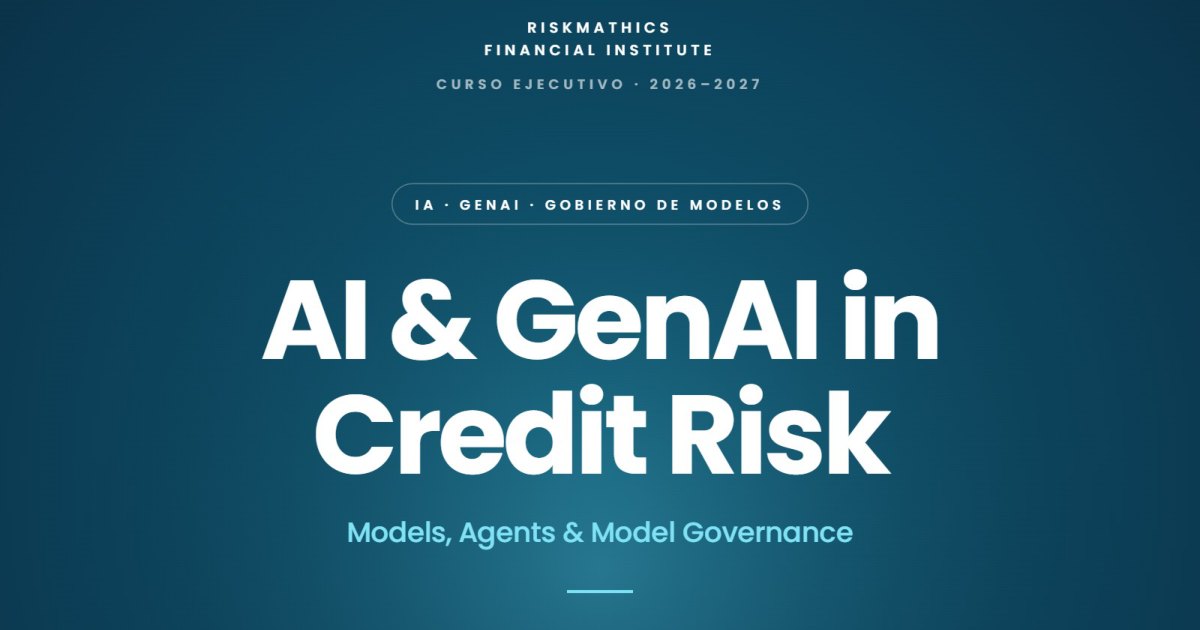 RISKMATHICS
FINANCIAL INSTITUTE
CURSO EJECUTIVO · 2026–2027
IA · GENAI · GOBIERNO DE MODELOS
AI & GenAI in
Credit Risk
Models, Agents & Model Governance